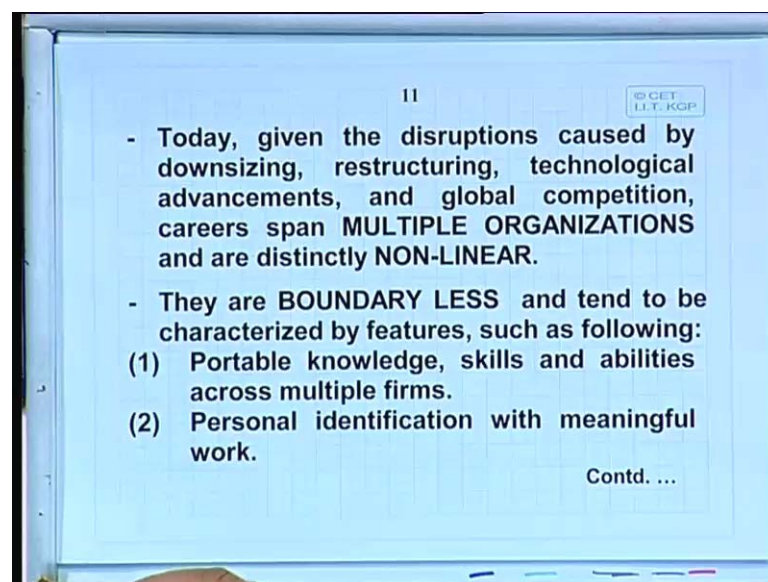 11
© CET
I.I.T. KGP
- Today, given the disruptions caused by
downsizing, restructuring, technological
advancements, and global competition,
careers span MULTIPLE ORGANIZATIONS
and are distinctly NON-LINEAR.
- They are BOUNDARY LESS and tend to be
characterized by features, such as following:
(1) Portable knowledge, skills and abilities
across multiple firms.
(2) Personal identification with meaningful
work.
Contd. ...